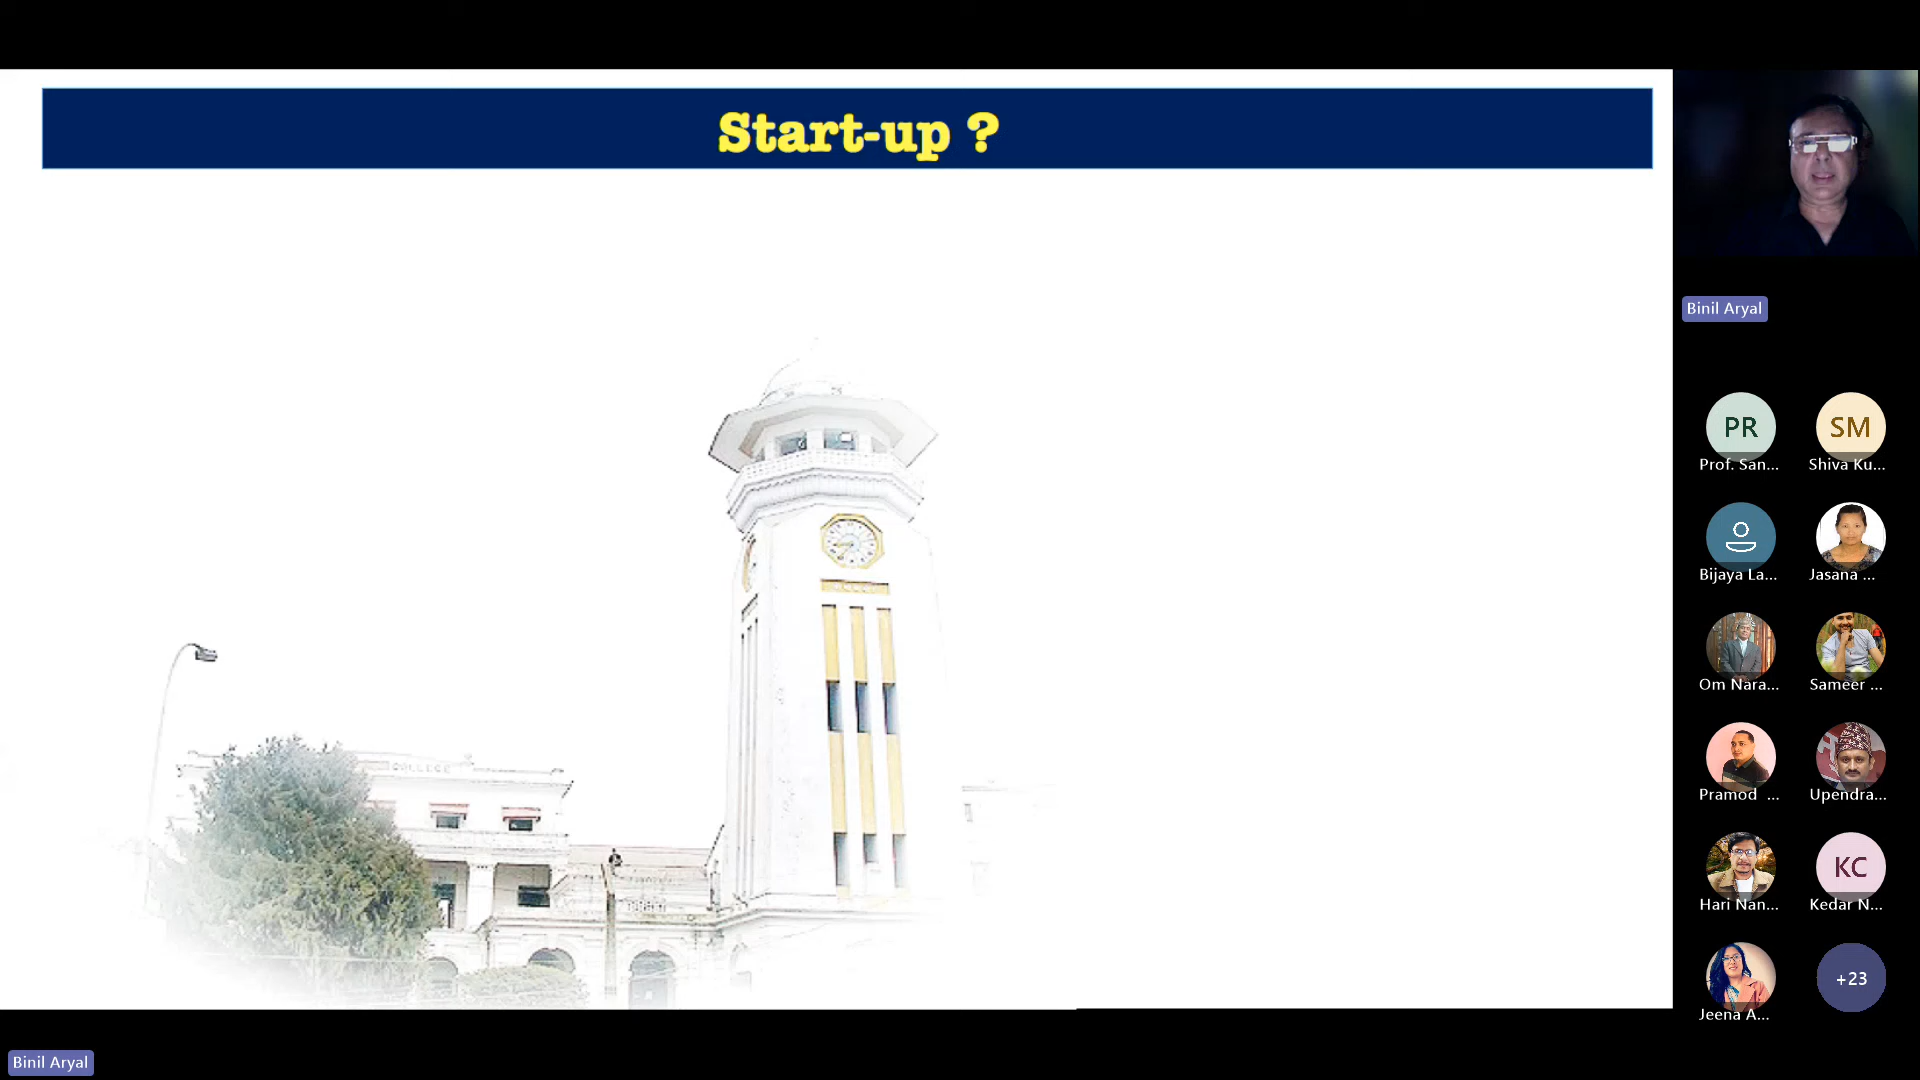 Start-up ?
COLLEGE
Binil Aryal
PR
SM
Prof. San...
Shiva Ku...
Bijaya La...
Jasana ...
Om Nara...
Sameer ...
Pramod ...
Upendra...
KC
Hari Nan...
Kedar N...
+23
Jeena A...
Binil Aryal